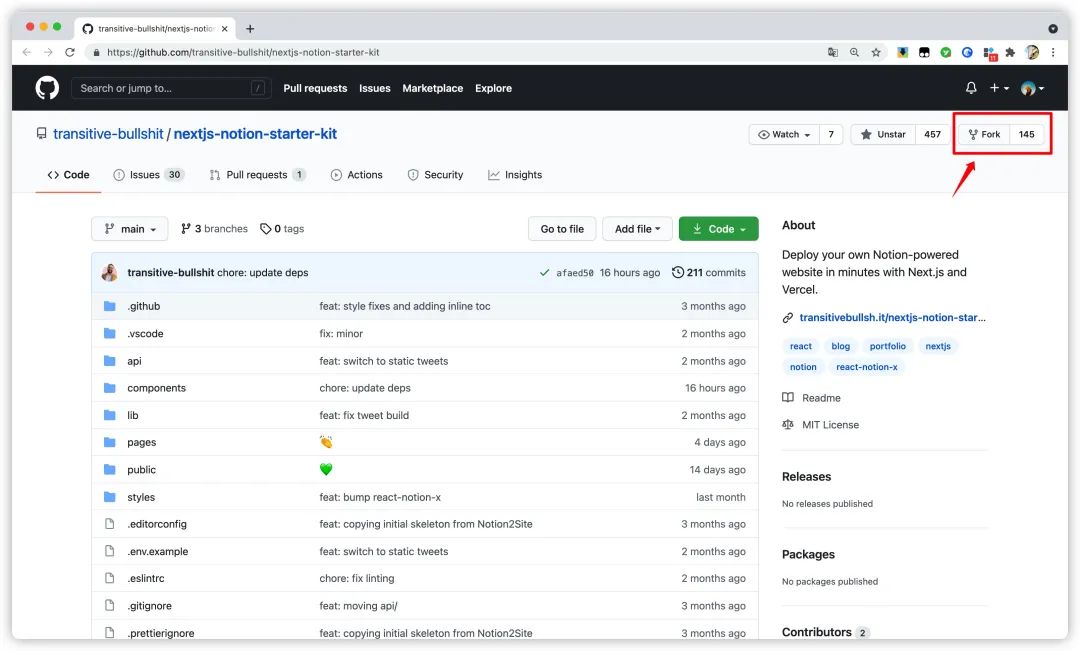 transitive-bullshit/nextjs-notio
https://github.com/transitive-bullshit/nextjs-notion-starter-kit
11
Search or jump to... /
Pull requests Issues Marketplace Explore
transitive-bullshit / nextjs-notion-starter-kit
Watch 7 Unstar 457 Fork 145
Code Issues 30 Pull requests 1 Actions Security Insights
main 3 branches 0 tags Go to file Add file Code
transitive-bullshit chore: update deps afaed50 16 hours ago 211 commits
.github feat: style fixes and adding inline toc 3 months ago
.vscode fix: minor 2 months ago
api feat: switch to static tweets 2 months ago
components chore: update deps 16 hours ago
lib feat: fix tweet build 2 months ago
pages 👏 4 days ago
public 💚 14 days ago
styles feat: bump react-notion-x last month
.editorconfig feat: copying initial skeleton from Notion2Site 3 months ago
.env.example feat: switch to static tweets 2 months ago
.eslintrc chore: fix linting 2 months ago
.gitignore feat: moving api/ 3 months ago
.prettierignore feat: copying initial skeleton from Notion2Site 3 months ago
About
Deploy your own Notion-powered
website in minutes with Next.js and
Vercel.
transitivebullsh.it/nextjs-notion-star...
react blog portfolio nextjs
notion react-notion-x
Readme
MIT License
Releases
No releases published
Packages
No packages published
Contributors 2